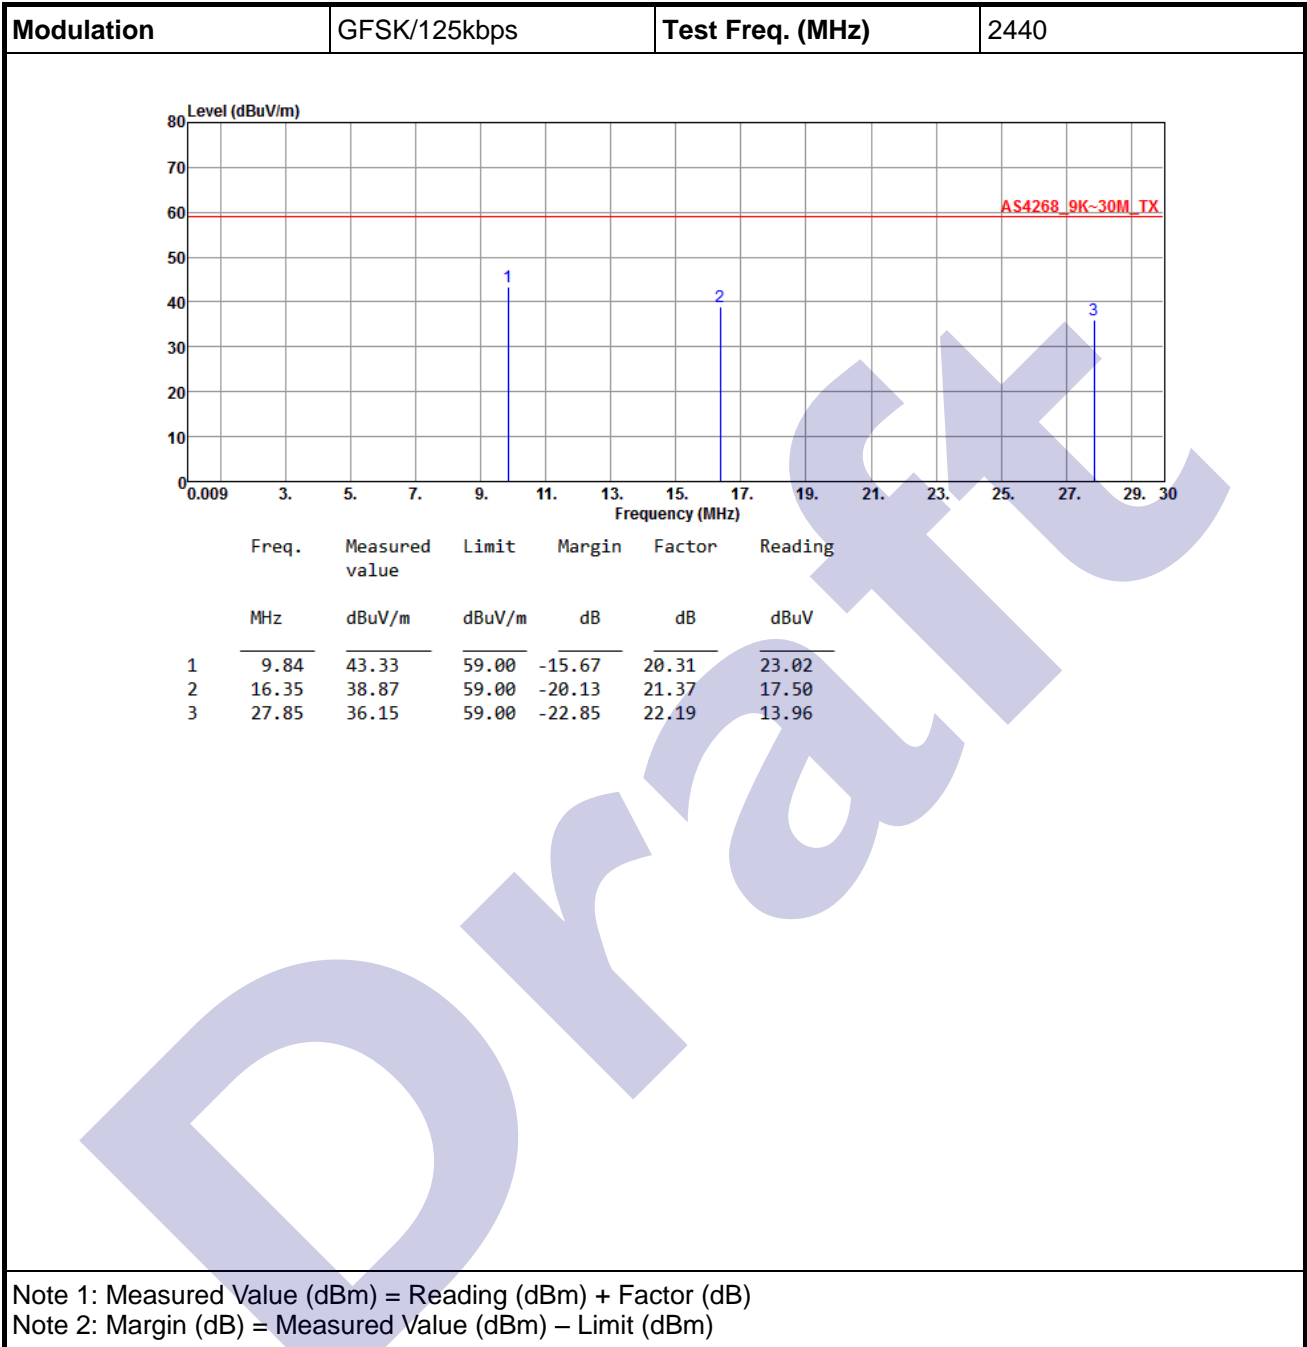 Modulation GFSK/125kbps Test Freq. (MHz) 2440
Level (dBuV/m)
80
70
60
50
40
30
20
10
0
AS4268_9K~30M_TX
1
2
3
0.009 3. 5. 7. 9. 11. 13. 15. 17. 19. 21. 23. 25. 27. 29. 30
Frequency (MHz)
Freq. Measured Limit Margin Factor Reading
value
MHz dBuV/m dBuV/m dB dB dBuV
1 9.84 43.33 59.00 -15.67 20.31 23.02
2 16.35 38.87 59.00 -20.13 21.37 17.50
3 27.85 36.15 59.00 -22.85 22.19 13.96
Draft
Note 1: Measured Value (dBm) = Reading (dBm) + Factor (dB)
Note 2: Margin (dB) = Measured Value (dBm) – Limit (dBm)